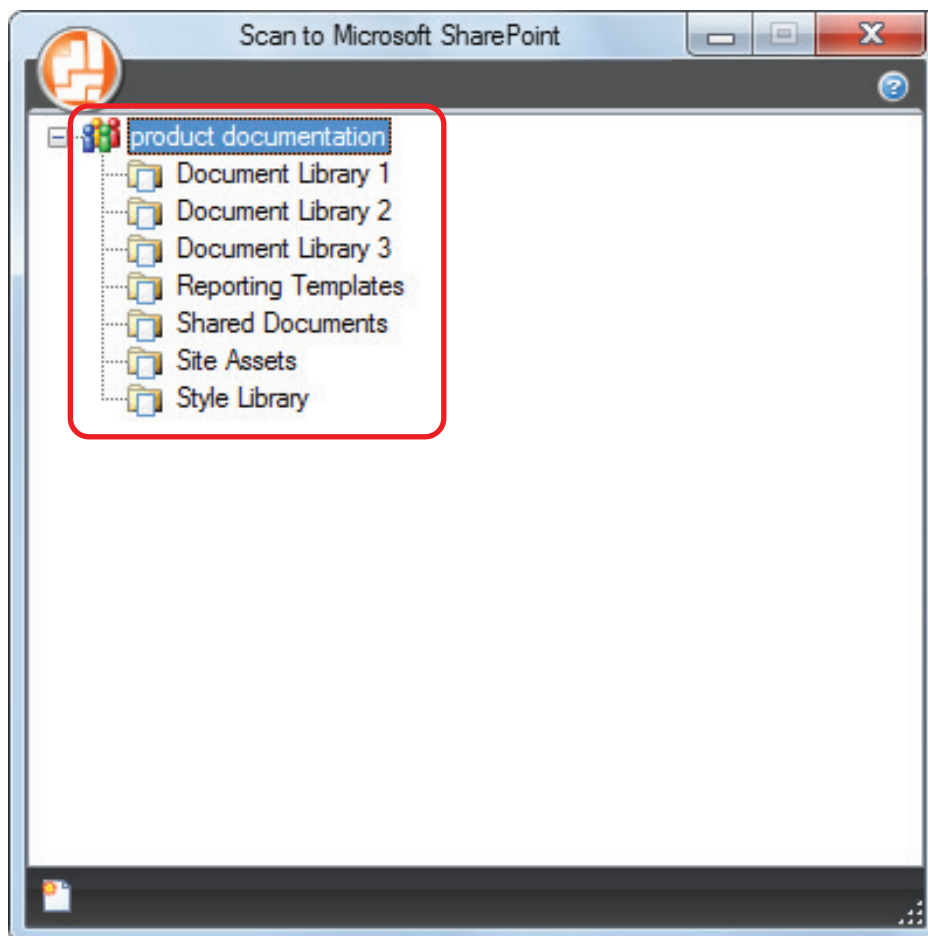 Scan to Microsoft SharePoint
product documentation
Document Library 1
Document Library 2
Document Library 3
Reporting Templates
Shared Documents
Site Assets
Style Library